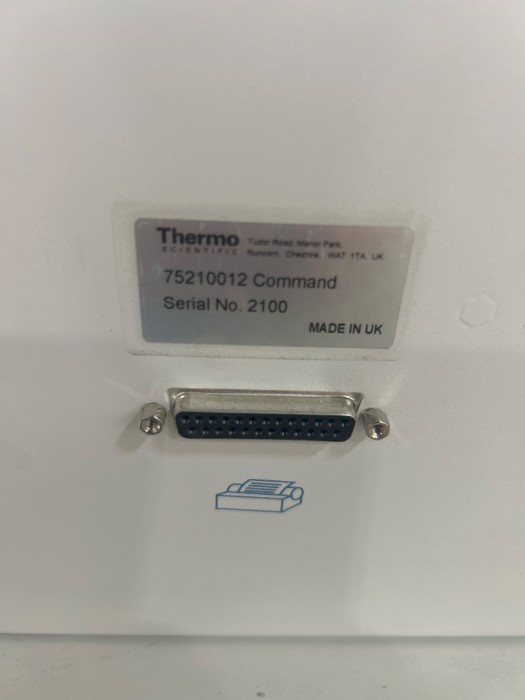 Thermo
SCIENTIFIC
Tudor Road, Manor Park,
Runcorn, Cheshire, WA7 1TA, UK
75210012 Command
Serial No. 2100
MADE IN UK